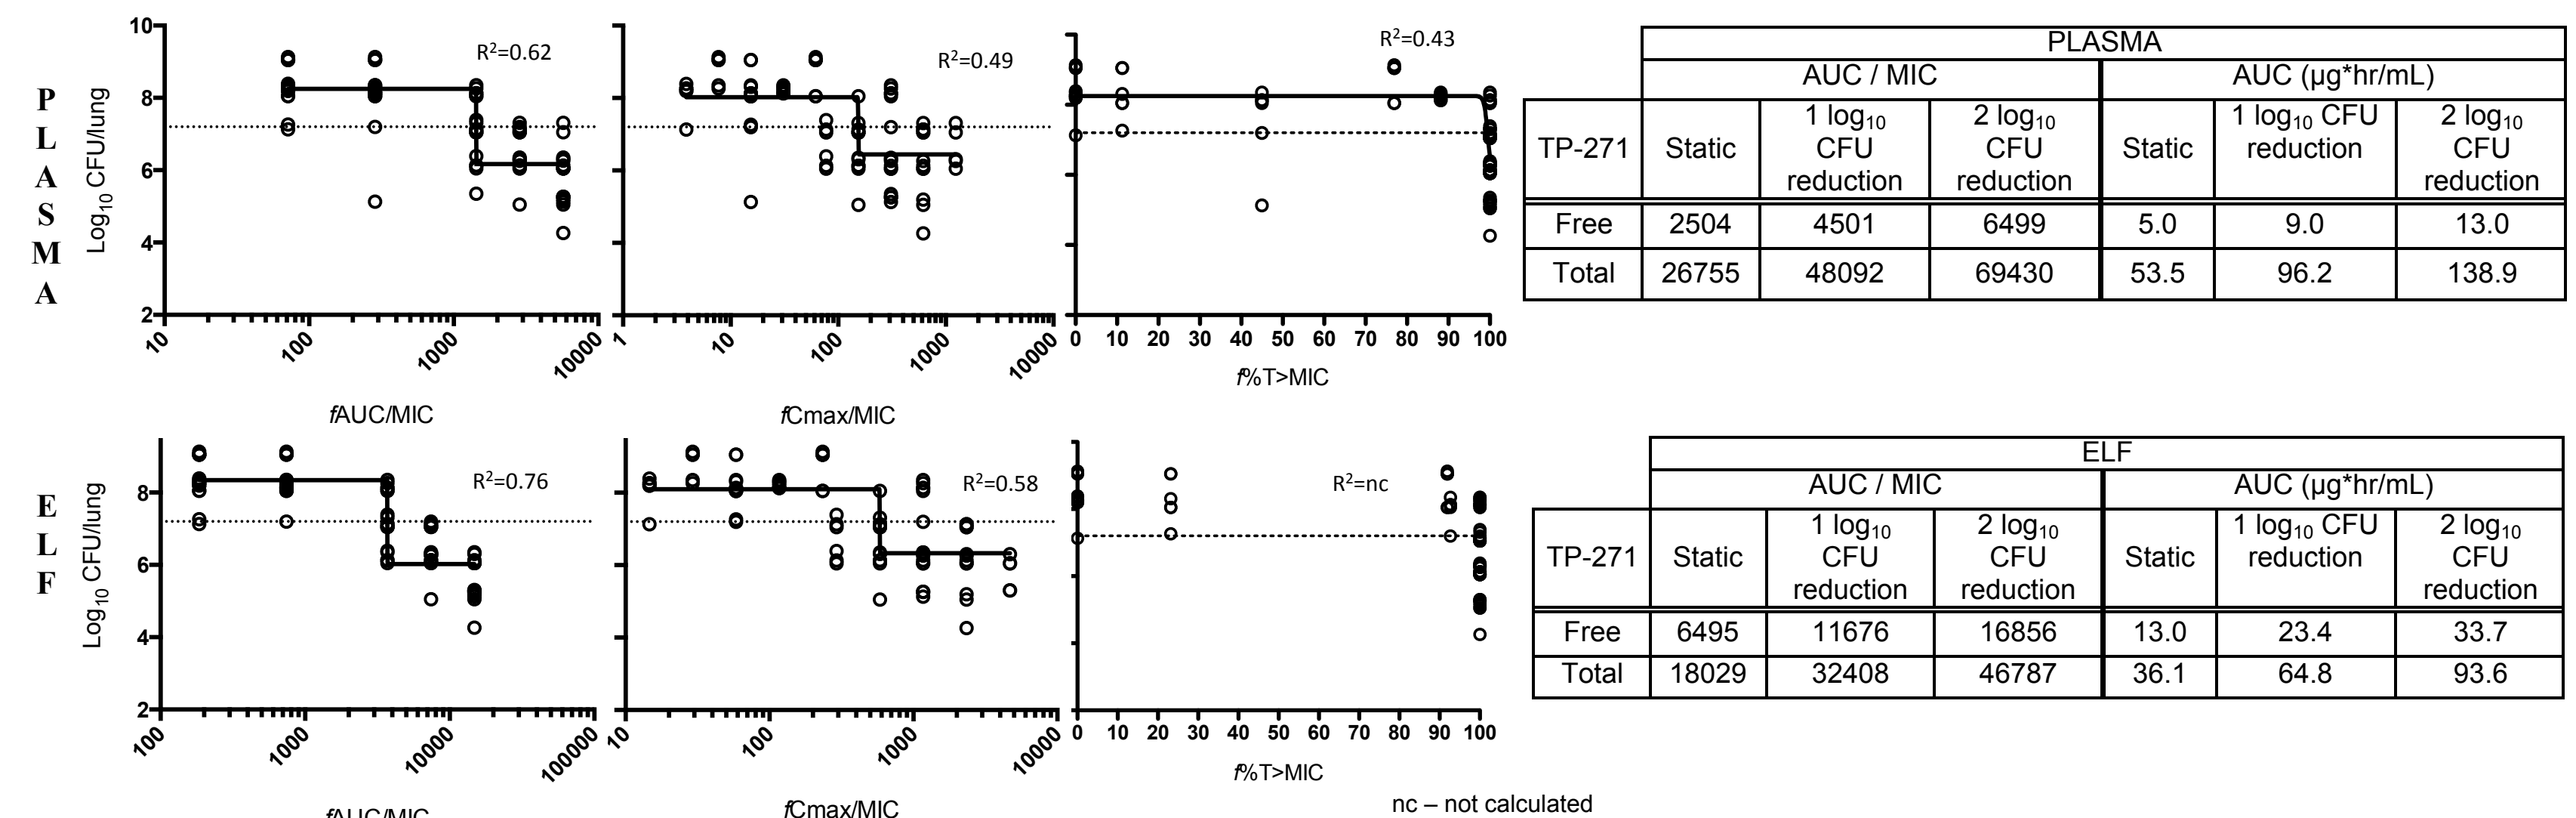 PLASMA
Log10 CFU/lung
10
8
6
4
2
R2=0.62
10 100 1000 10000
fAUC/MIC
R2=0.49
1 10 100 1000 10000
fCmax/MIC
R2=0.43
0 10 20 30 40 50 60 70 80 90 100
f%T>MIC
PLASMA
AUC / MIC AUC (µg*hr/mL)
TP-271 Static 1 log10 CFU reduction 2 log10 CFU reduction Static 1 log10 CFU reduction 2 log10 CFU reduction
Free 2504 4501 6499 5.0 9.0 13.0
Total 26755 48092 69430 53.5 96.2 138.9
ELF
Log10 CFU/lung
8
6
4
2
R2=0.76
100 1000 10000 100000
fAUC/MIC
R2=0.58
10 100 1000 10000
fCmax/MIC
R2=nc
0 10 20 30 40 50 60 70 80 90 100
f%T>MIC
nc – not calculated
ELF
AUC / MIC AUC (µg*hr/mL)
TP-271 Static 1 log10 CFU reduction 2 log10 CFU reduction Static 1 log10 CFU reduction 2 log10 CFU reduction
Free 6495 11676 16856 13.0 23.4 33.7
Total 18029 32408 46787 36.1 64.8 93.6